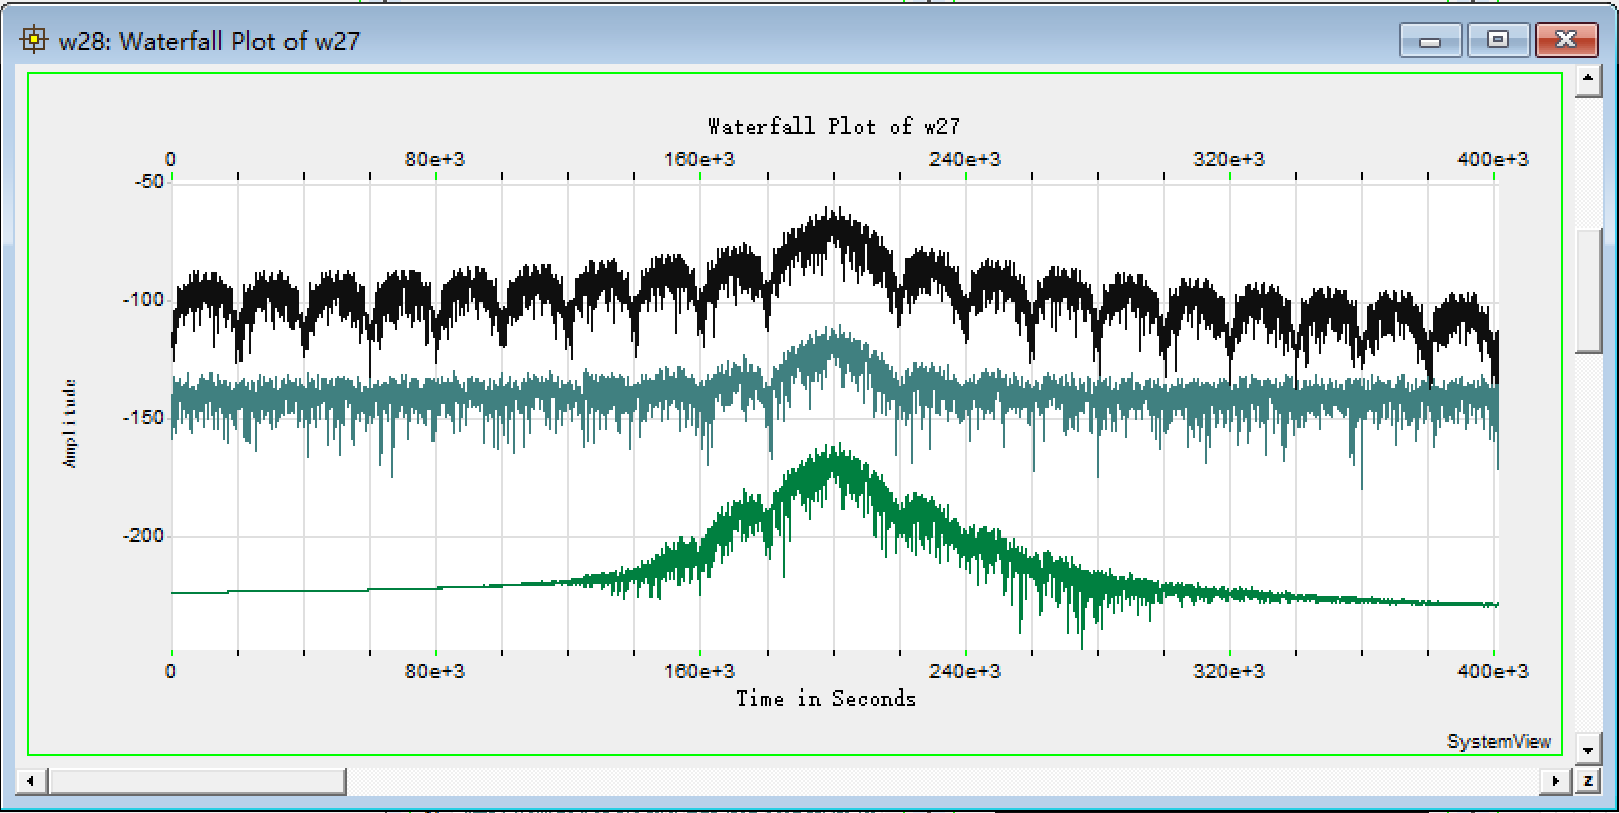 w28: Waterfall Plot of w27
Waterfall Plot of w27
0 80e+3 160e+3 240e+3 320e+3 400e+3
-50
-100
-150
-200
Amplitude
0 80e+3 160e+3 240e+3 320e+3 400e+3
Time in Seconds
SystemView
z